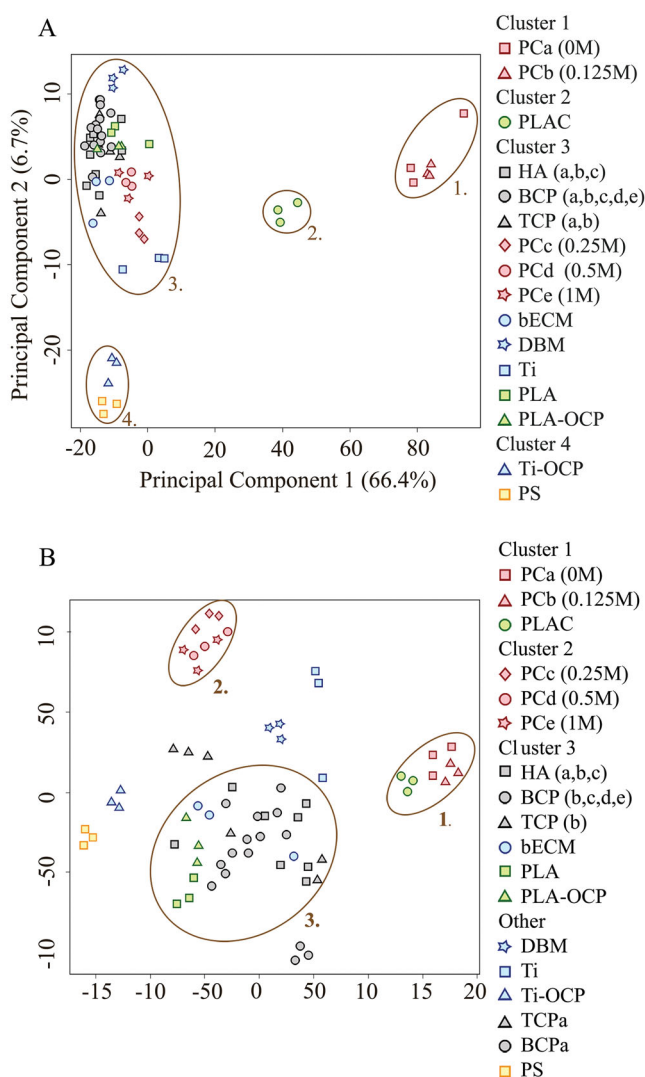 A
Principal Component 2 (6.7%)
10
0
-10
-20
1.
2.
3.
4.
-20
0
40
60
80
Principal Component 1 (66.4%)
Cluster 1
PCa (0M)
PCb (0.125M)
Cluster 2
PLAC
Cluster 3
HA (a,b,c)
BCP (a,b,c,d,e)
TCP (a,b)
PCc (0.25M)
PCd (0.5M)
PCe (1M)
bECM
DBM
Ti
PLA
PLA-OCP
Cluster 4
Ti-OCP
PS
B
10
50
0
-50
-10
2.
1.
3.
-15
-10
-50
0
50
10
15
20
Cluster 1
PCa (0M)
PCb (0.125M)
PLAC
Cluster 2
PCc (0.25M)
PCd (0.5M)
PCe (1M)
Cluster 3
HA (a,b,c)
BCP (b,c,d,e)
TCP (b)
bECM
PLA
PLA-OCP
Other
DBM
Ti
Ti-OCP
TCPa
BCPa
PS